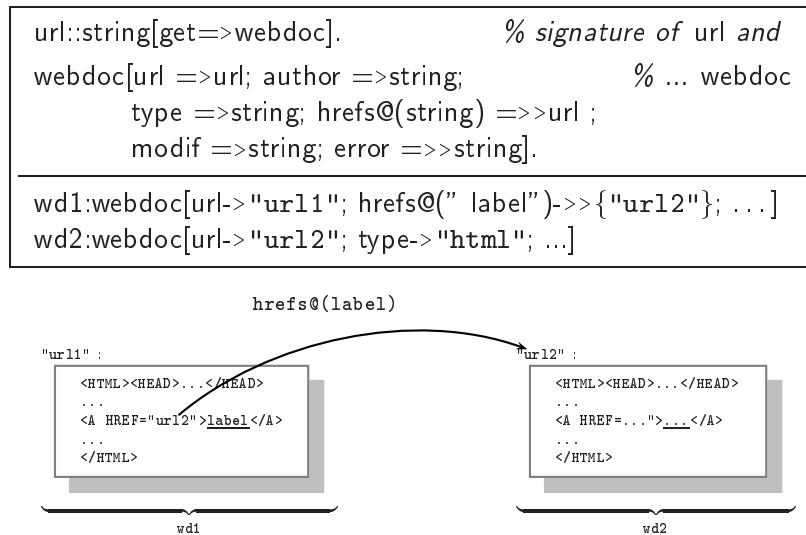 url::string[get=>webdoc]. % signature of url and
webdoc[url =>url; author =>string; % ... webdoc
type =>string; hrefs@(string) =>>url ;
modif =>string; error =>>string].
wd1:webdoc[url->"url1"; hrefs@(" label")->>{"url2"}; ...]
wd2:webdoc[url->"url2"; type->"html"; ...]
hrefs@(label)
"url1" :
<HTML><HEAD>...</HEAD>
...
<A HREF="url2">label</A>
...
</HTML>
wd1
"url2" :
<HTML><HEAD>...</HEAD>
...
<A HREF=...">...</A>
...
</HTML>
wd2